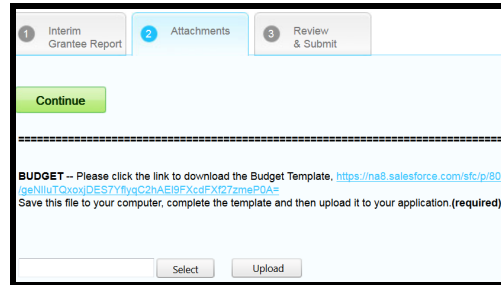 1 Interim
Grantee Report
2 Attachments
3 Review
& Submit
Continue
================================================================================
BUDGET -- Please click the link to download the Budget Template, https://na8.salesforce.com/sfc/p/80
Save this file to your computer, complete the template and then upload it to your application.(required)
Select Upload